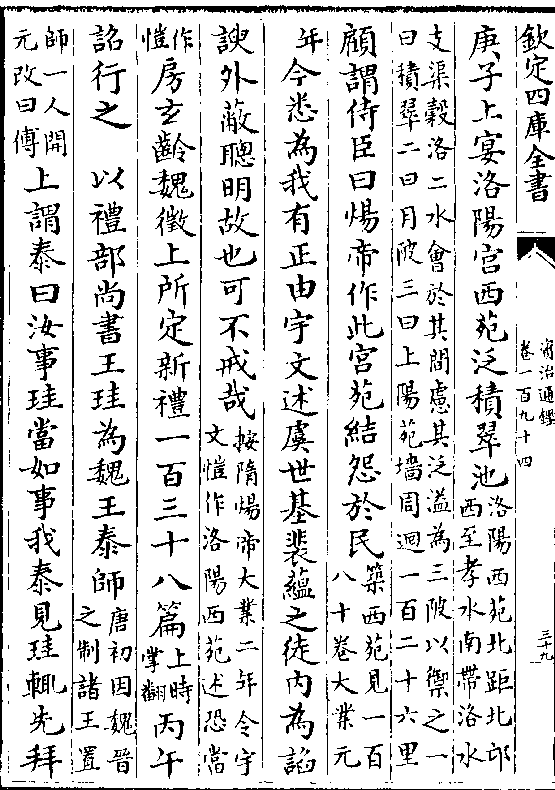 欽定四庫全書
資治通鑑
卷一百九十四
三十九
庚子上宴洛陽宫西苑泛積翠池
洛陽西苑北距北邙
西至孝水南帶洛水
支渠穀洛二水會於其間慮其泛溢為三陂以禦之一
曰積翠二曰月陂三曰上陽苑墻周迴一百二十六里
顧謂侍臣曰煬帝作此宫苑結怨於民
築西苑見一百
八十卷大業元
年
今悉為我有正由宇文述虞世基裴蘊之徒内為諂
諛外蔽聰明故也可不戒哉
按隋煬帝大業二年令宇
文愷作洛陽西苑述恐當
作
愷
房玄齡魏徵上所定新禮一百三十八篇
上時
掌翻
丙午
詔行之 以禮部尚書王珪為魏王泰師
唐初因魏晉
之制諸王置
師一人開
元改曰傅
上謂泰曰汝事珪當如事我泰見珪輒先拜